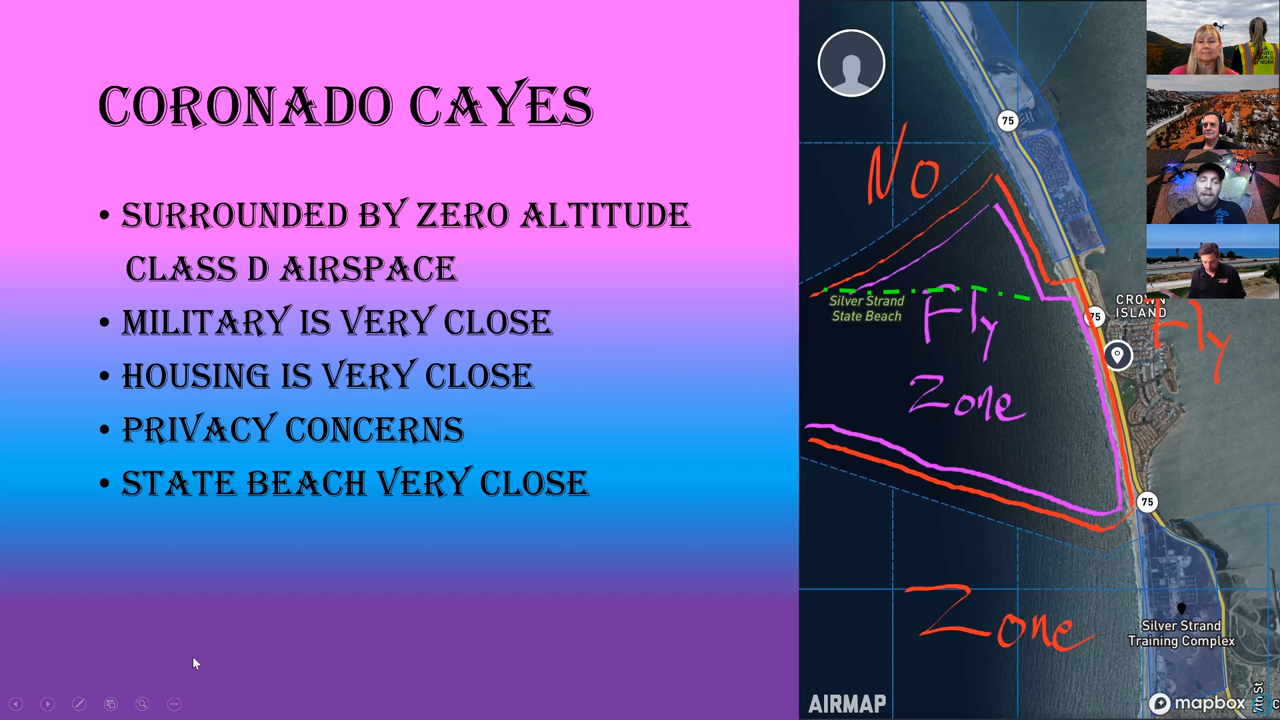 CORONADO CAYES
• SURROUNDED BY ZERO ALTITUDE
CLASS D AIRSPACE
• MILITARY IS VERY CLOSE
• HOUSING IS VERY CLOSE
• PRIVACY CONCERNS
• STATE BEACH VERY CLOSE
75
No
Silver Strand
State Beach
Fly
Zone
CROWN
ISLAND
75
Fly
75
Zone
Silver Strand
Training Complex
7th St
AIRMAP
mapbox